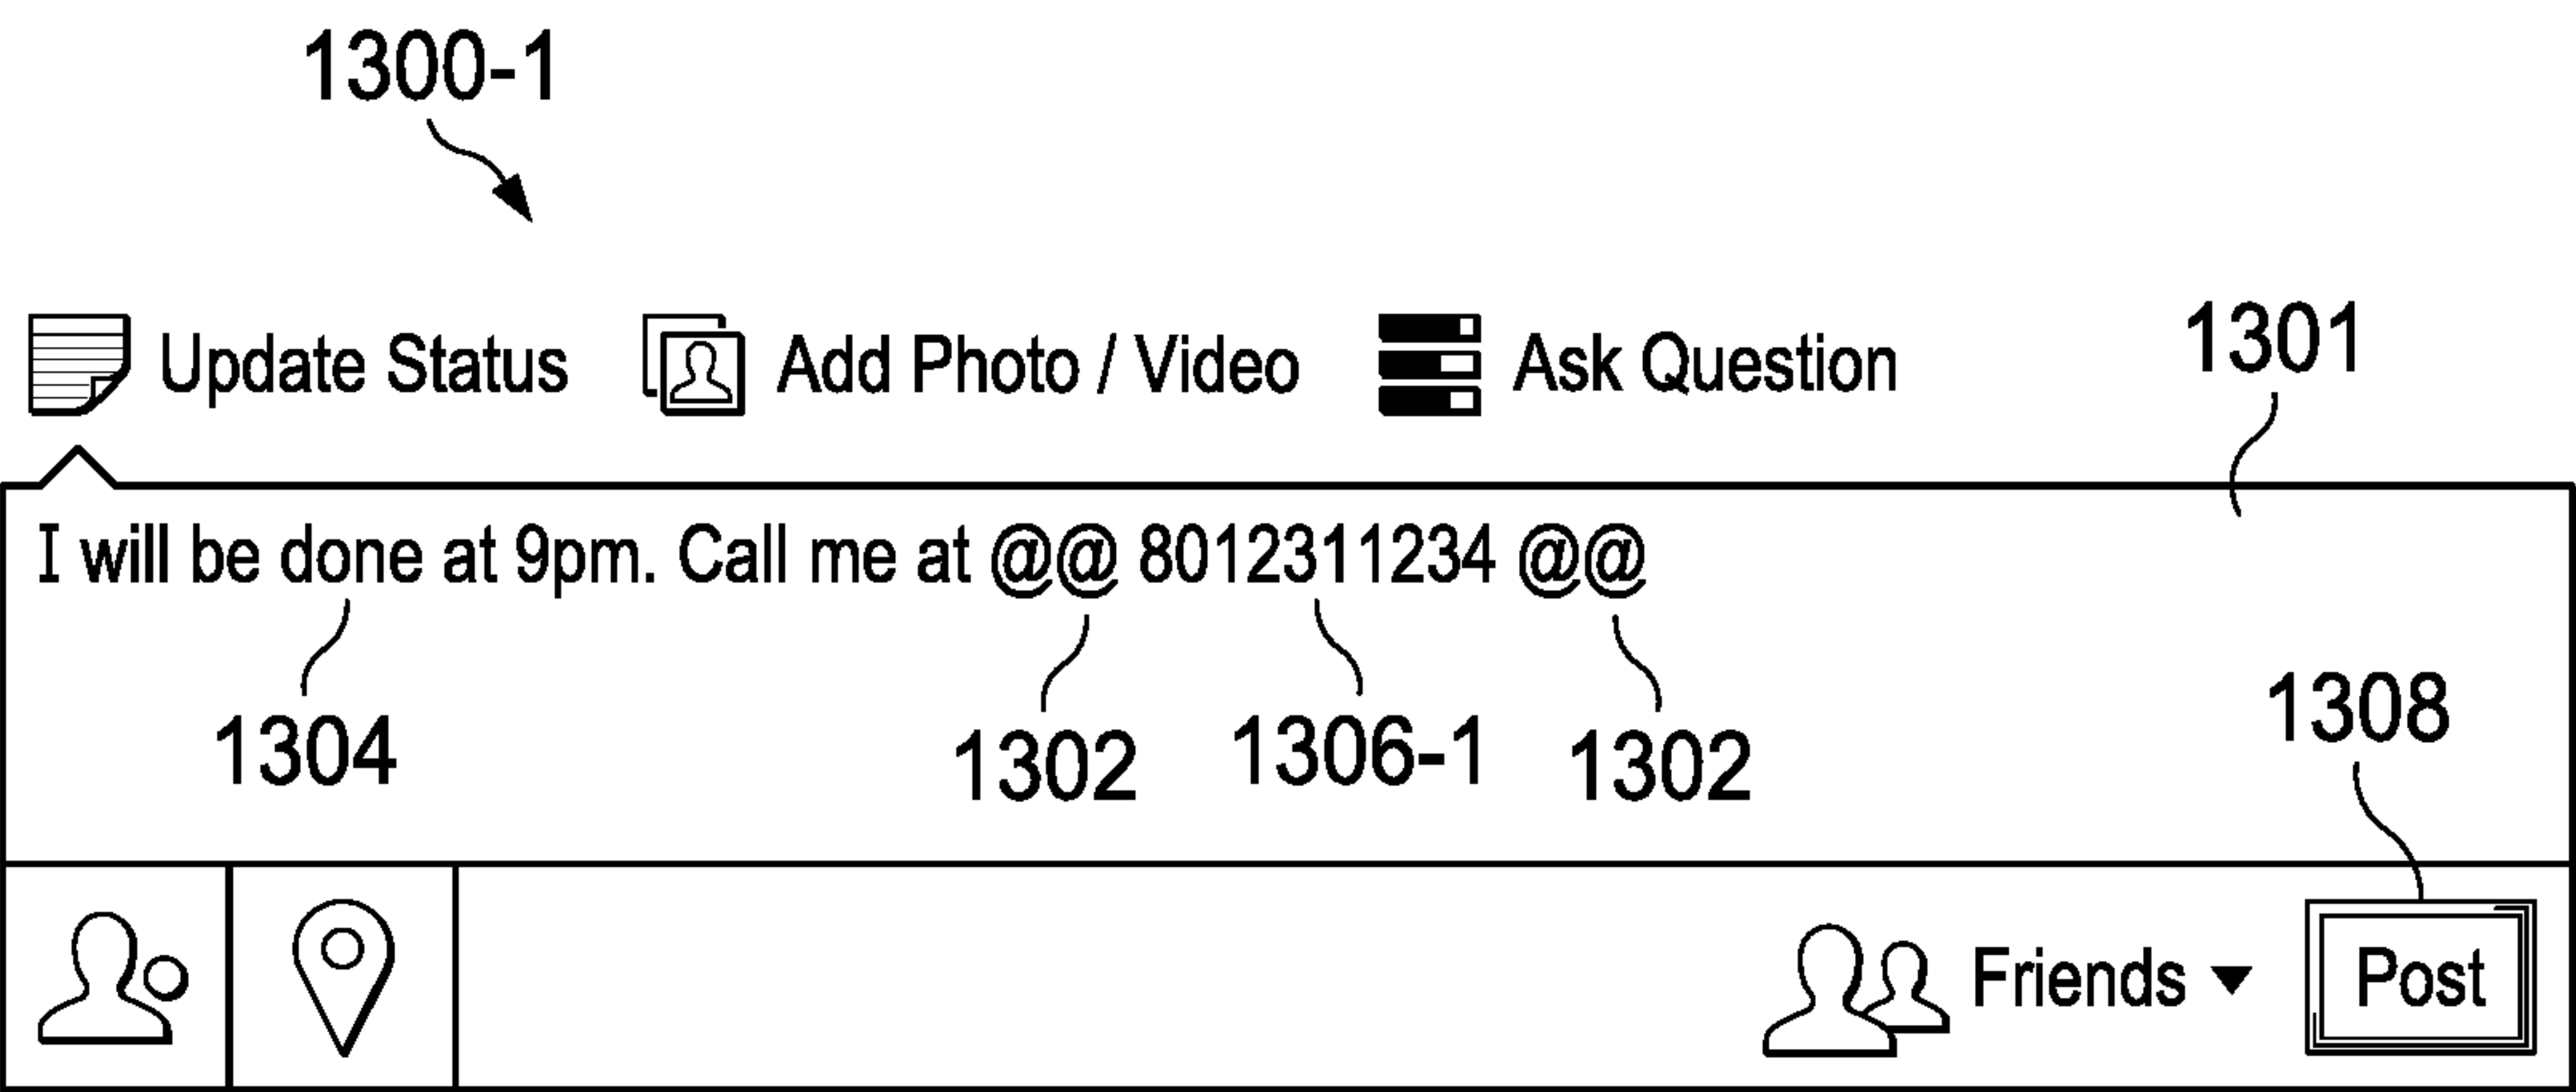 1300-1
Update Status Add Photo / Video Ask Question 1301
I will be done at 9pm. Call me at @@ 8012311234 @@
1304 1302 1306-1 1302 1308
Friends Post